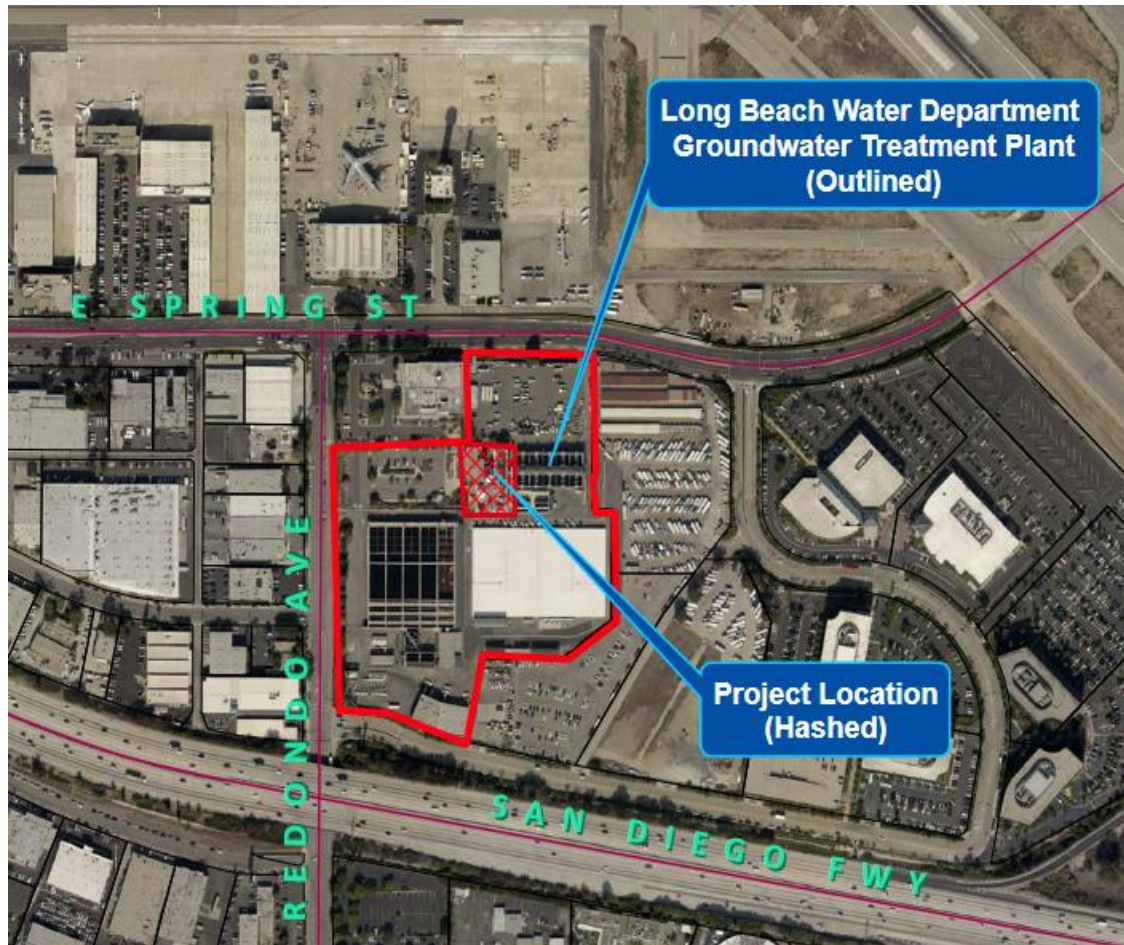 Long Beach Water Department
Groundwater Treatment Plant
(Outlined)
E SPRING ST
REDONDO AVE
Project Location
(Hashed)
SAN DIEGO FWY